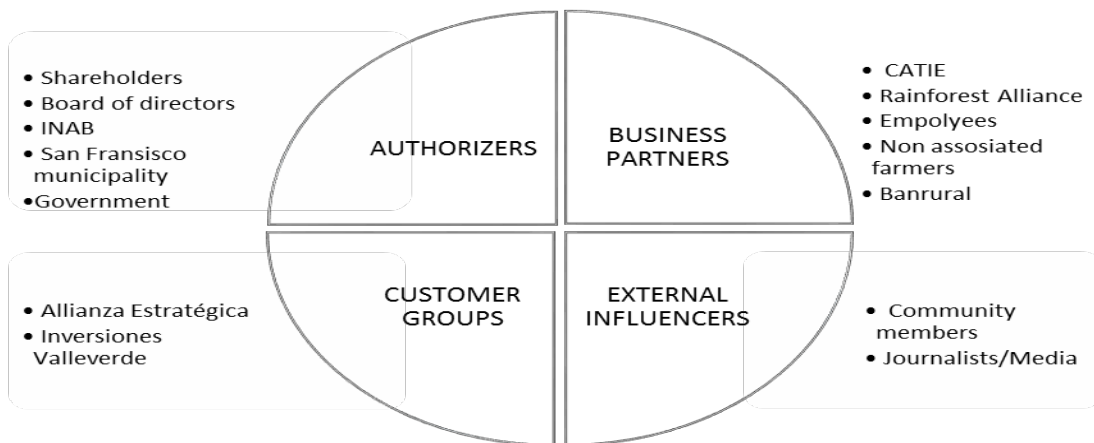 • Shareholders
• Board of directors
• INAB
• San Fransisco
municipality
•Government
AUTHORIZERS
BUSINESS
PARTNERS
• CATIE
• Rainforest Alliance
• Empolyees
• Non assosiated
farmers
• Banrural
• Allianza Estratégica
• Inversiones
Valleverde
CUSTOMER
GROUPS
EXTERNAL
INFLUENCERS
• Community
members
• Journalists/Media